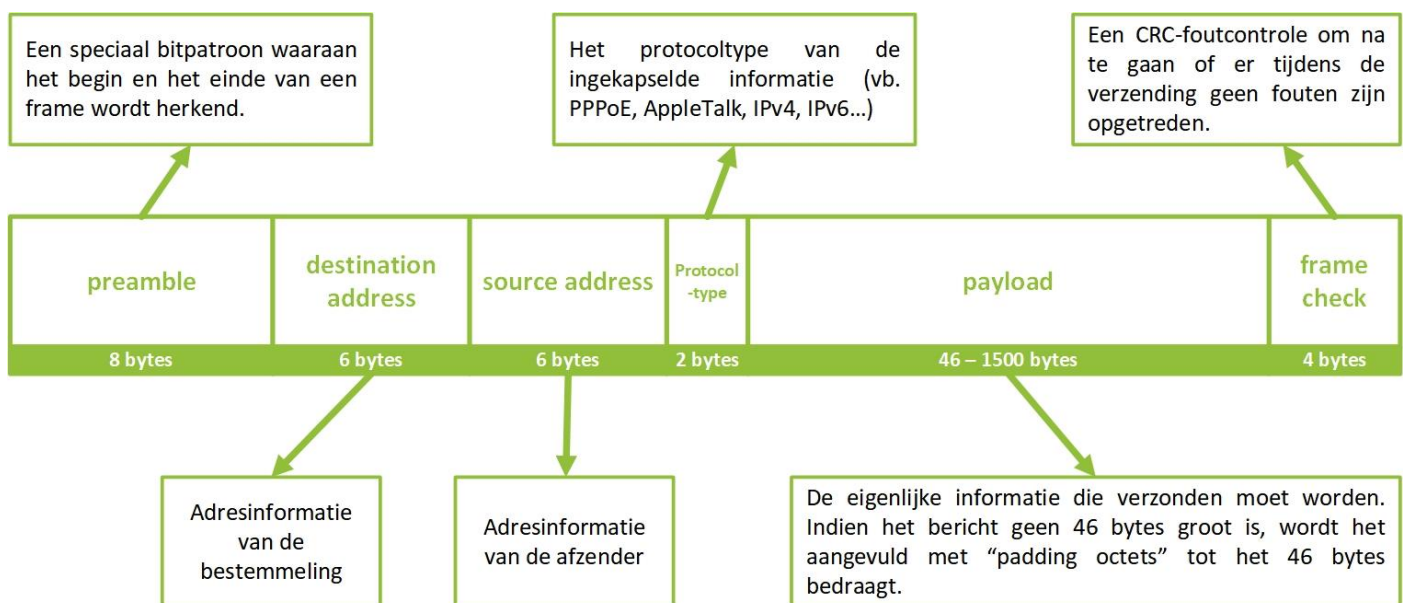 Een speciaal bitpatroon waaraan
het begin en het einde van een
frame wordt herkend.
Het protocoltype van de
ingekapselde informatie (vb.
PPPoE, AppleTalk, IPv4, IPv6...)
Een CRC-foutcontrole om na
te gaan of er tijdens de
verzending geen fouten zijn
opgetreden.
preamble
destination
address
source address
Protocol
-type
payload
frame
check
8 bytes
6 bytes
6 bytes
2 bytes
46 – 1500 bytes
4 bytes
Adresinformatie
van de
bestemmeling
Adresinformatie
van de afzender
De eigenlijke informatie die verzonden moet worden.
Indien het bericht geen 46 bytes groot is, wordt het
aangevuld met “padding octets” tot het 46 bytes
bedraagt.